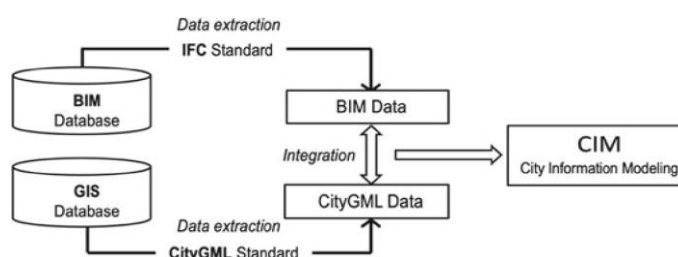 Data extraction
IFC Standard
BIM
Database
BIM Data
Integration
CIM
City Information Modeling
GIS
Database
CityGML Data
Data extraction
CityGML Standard